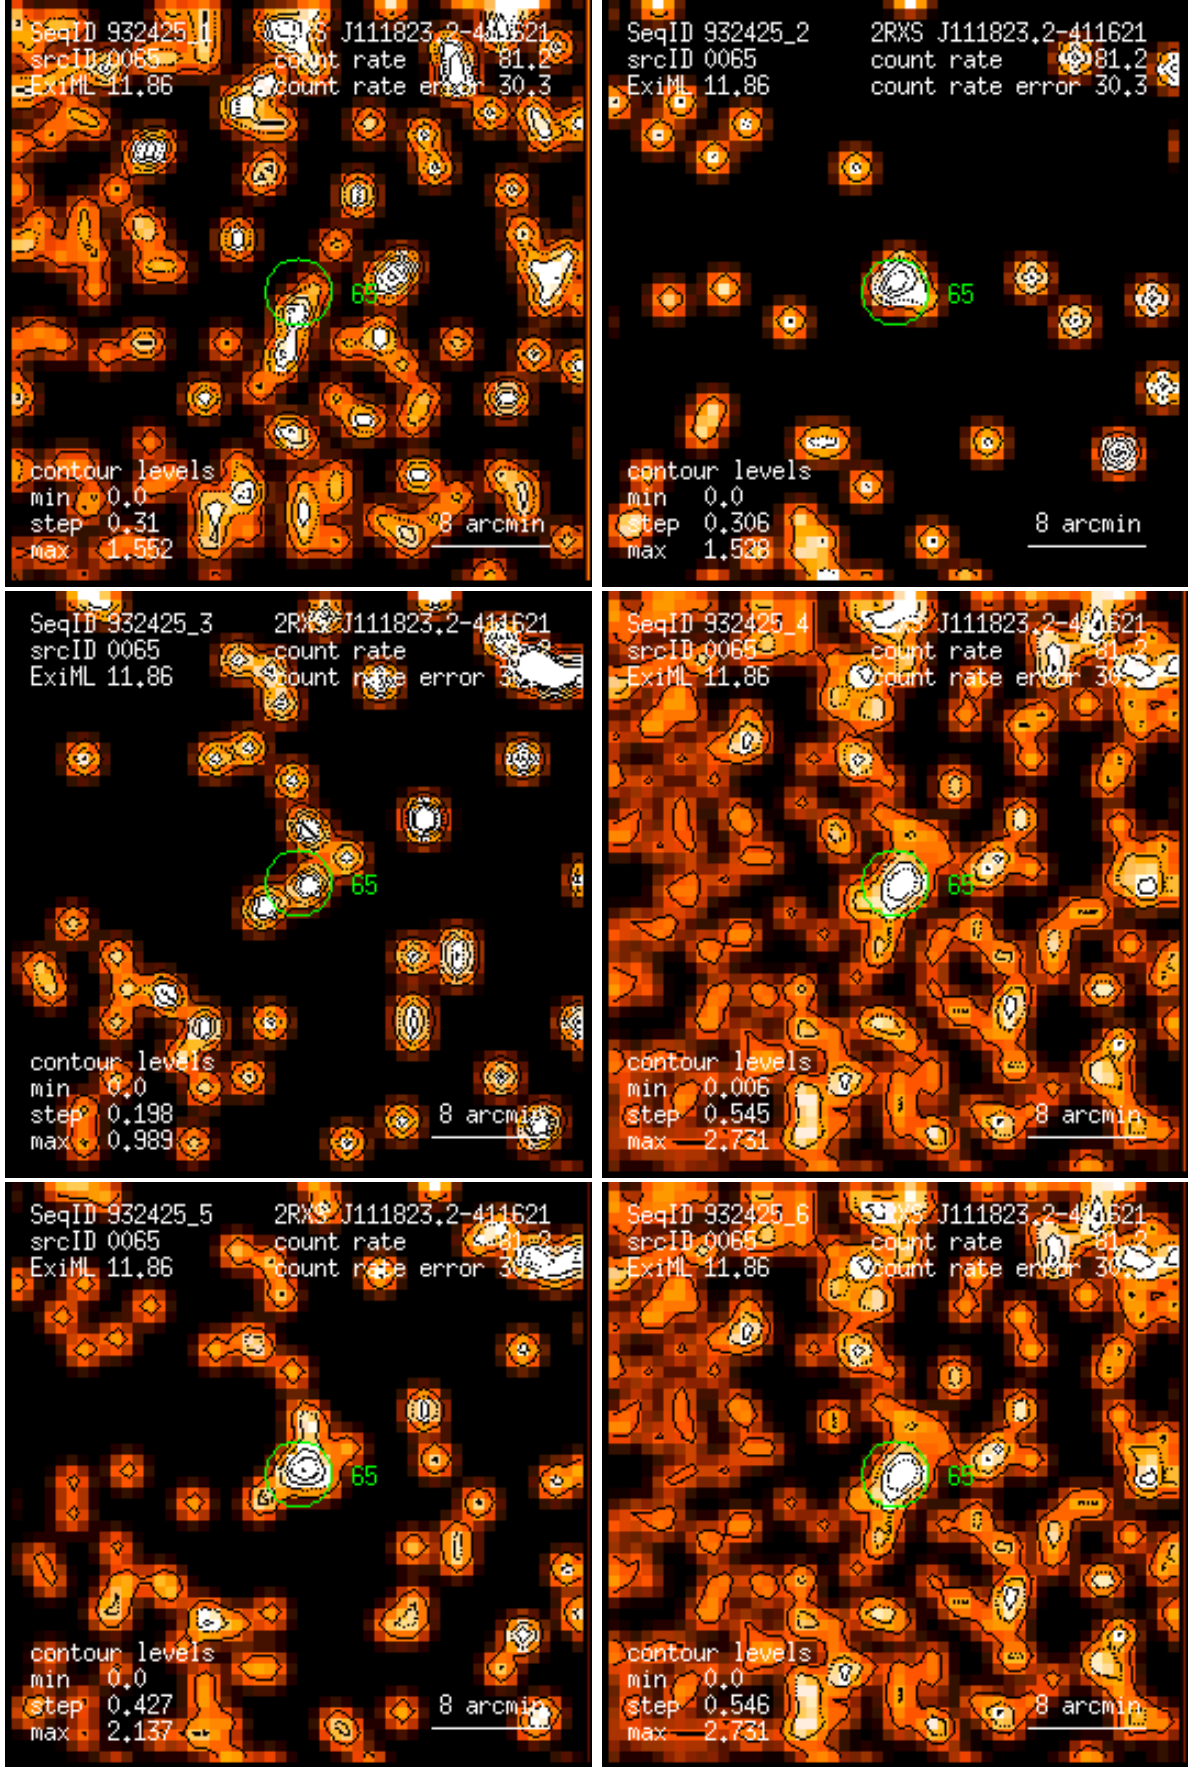 SeqID 932425_1 J111823.2-411621
srcID 0065 count rate 81.2
ExiML 11.86 count rate error 30.3
65
contour levels
min 0.0
step 0.31 8 arcmin
max 1.552
SeqID 932425_2 2RXS J111823.2-411621
srcID 0065 count rate 81.2
ExiML 11.86 count rate error 30.3
65
contour levels
min 0.0
step 0.306 8 arcmin
max 1.528
SeqID 932425_3 2RXS J111823.2-411621
srcID 0065 count rate
ExiML 11.86 count rate error
65
contour levels
min 0.0
step 0.198 8 arcmin
max 0.989
SeqID 932425_4 J111823.2-411621
srcID 0065 count rate 81.2
ExiML 11.86 count rate error
65
contour levels
min 0.006
step 0.545 8 arcmin
max 2.731
SeqID 932425_5 2RXS J111823.2-411621
srcID 0065 count rate 81.2
ExiML 11.86 count rate error
65
contour levels
min 0.0
step 0.427 8 arcmin
max 2.137
SeqID 932425_6 J111823.2-411621
srcID 0065 count rate 81.2
ExiML 11.86 count rate error
65
contour levels
min 0.0
step 0.546 8 arcmin
max 2.731